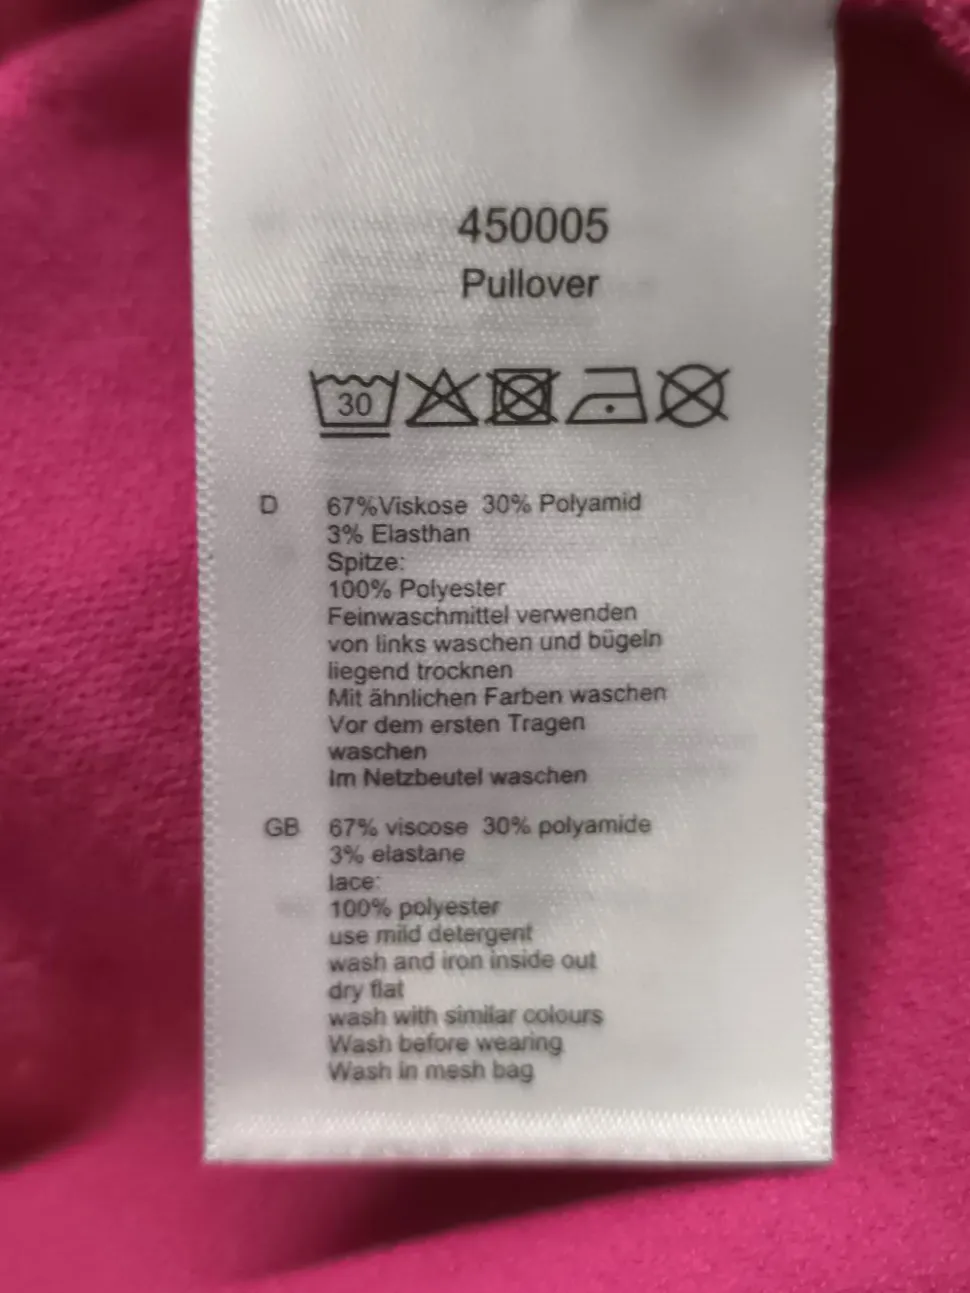 450005
Pullover
30
D 67%Viskose 30% Polyamid
3% Elasthan
Spitze:
100% Polyester
Feinwaschmittel verwenden
von links waschen und bügeln
liegend trocknen
Mit ähnlichen Farben waschen
Vor dem ersten Tragen
waschen
Im Netzbeutel waschen
GB 67% viscose 30% polyamide
3% elastane
lace:
100% polyester
use mild detergent
wash and iron inside out
dry flat
wash with similar colours
Wash before wearing
Wash in mesh bag